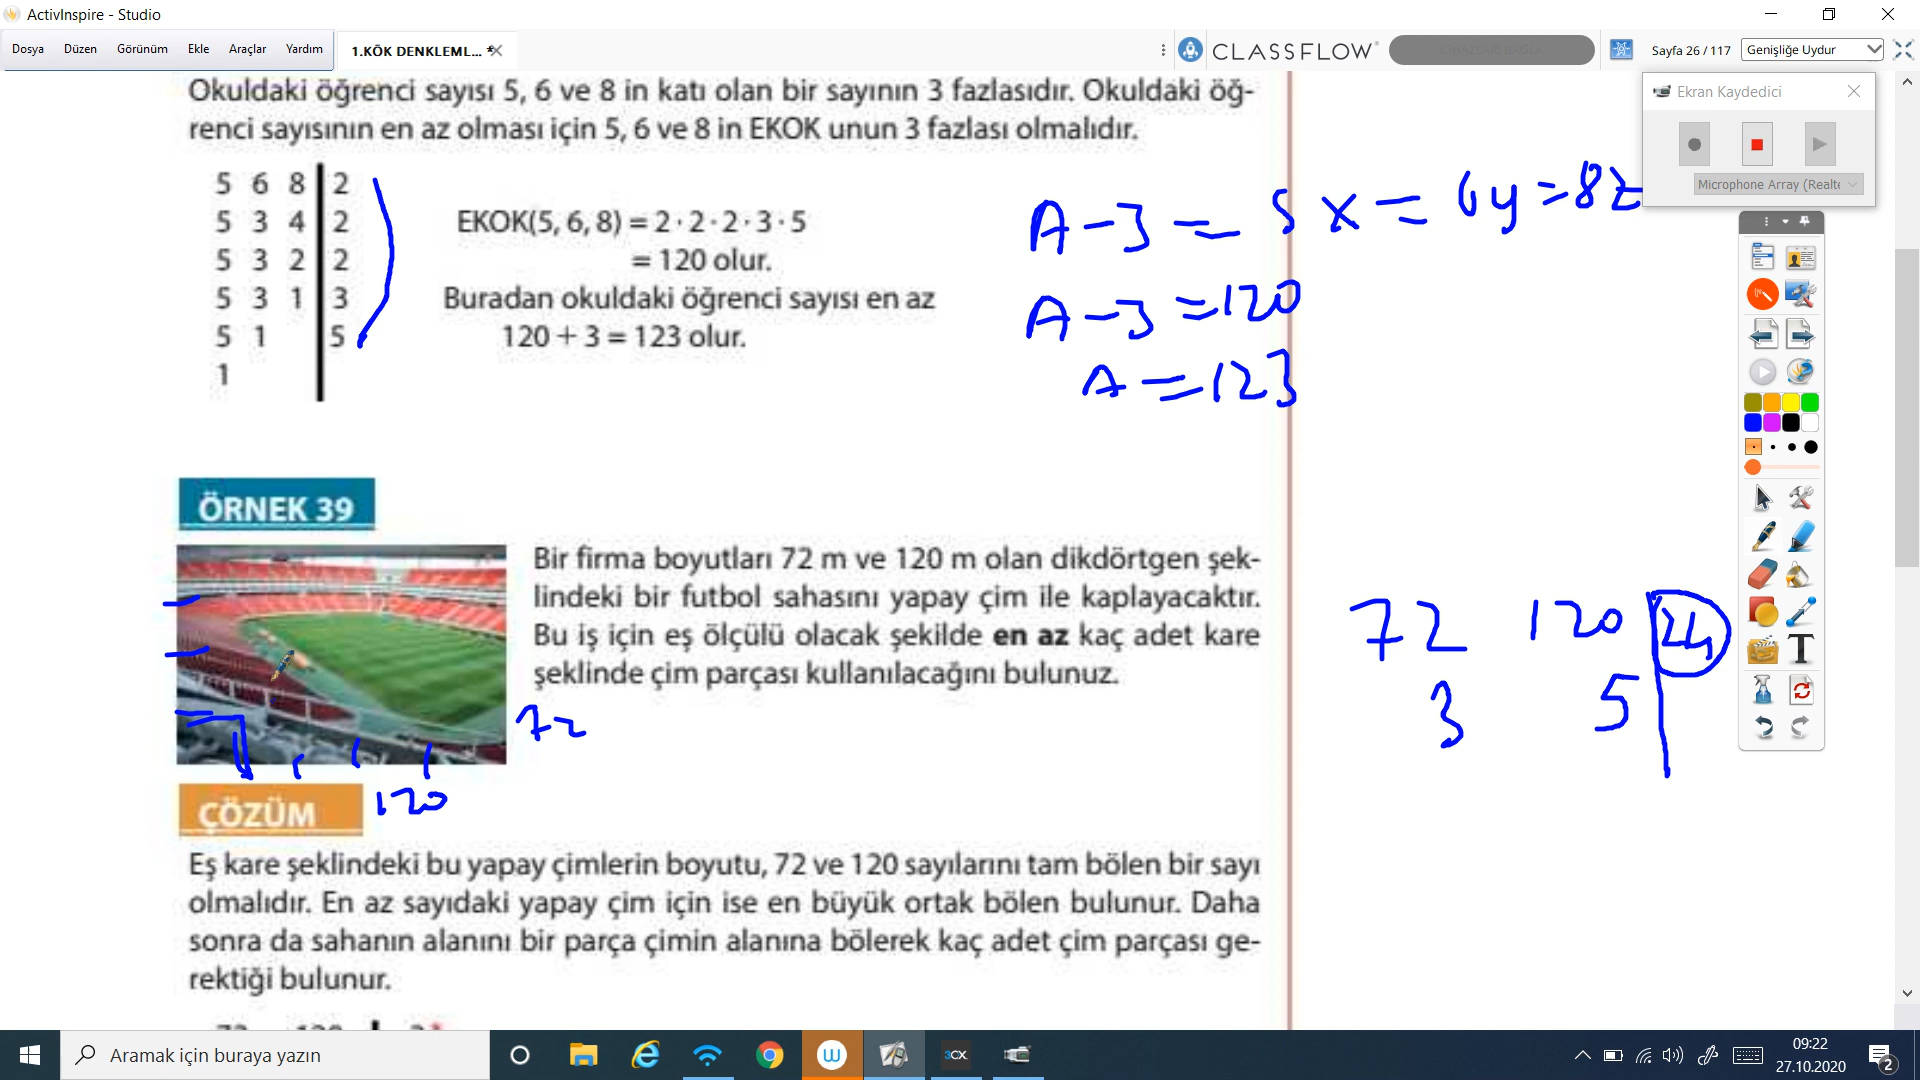 ActivInspire - Studio
Dosya Düzen Görünüm Ekle Araçlar Yardım
1.KÖK DENKLEML... *
CLASSFLOW
Sayfa 26 / 117
Genişliğe Uydur
Ekran Kaydedici
Microphone Array (Realte
Okuldaki öğrenci sayısı 5, 6 ve 8 in katı olan bir sayının 3 fazlasıdır. Okuldaki öğ-
renci sayısının en az olması için 5, 6 ve 8 in EKOK unun 3 fazlası olmalıdır.
5 6 8 2
5 3 4 2
5 3 2 2
5 3 1 3
5 1 5
1
EKOK(5, 6, 8) = 2 · 2 · 2 · 3 · 5
= 120 olur.
Buradan okuldaki öğrenci sayısı en az
120 + 3 = 123 olur.
A - 3 = 5x = 6y = 8z
A - 3 = 120
A = 123
ÖRNEK 39
Bir firma boyutları 72 m ve 120 m olan dikdörtgen şek-
lindeki bir futbol sahasını yapay çim ile kaplayacaktır.
Bu iş için eş ölçülü olacak şekilde en az kaç adet kare
şeklinde çim parçası kullanılacağını bulunuz.
72
120
72 120 24
3 5
ÇÖZÜM
Eş kare şeklindeki bu yapay çimlerin boyutu, 72 ve 120 sayılarını tam bölen bir sayı
olmalıdır. En az sayıdaki yapay çim için ise en büyük ortak bölen bulunur. Daha
sonra da sahanın alanını bir parça çimin alanına bölerek kaç adet çim parçası ge-
rektiği bulunur.
Aramak için buraya yazın
3CX
09:22
27.10.2020
2